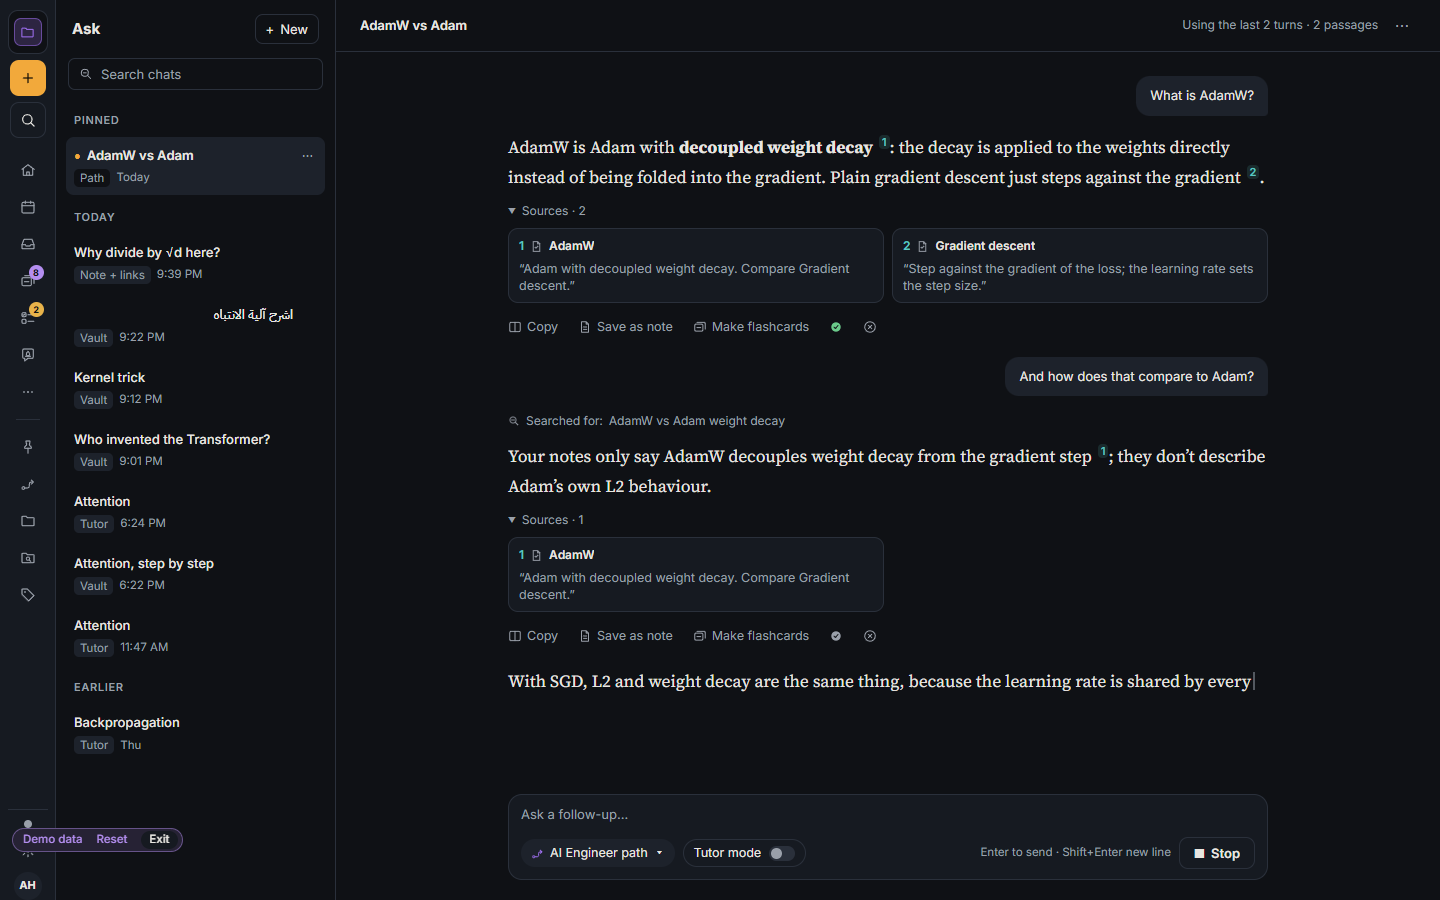 Ask
+ New
Search chats
PINNED
AdamW vs Adam
Path Today
TODAY
Why divide by √d here?
Note + links 9:39 PM
اشرح آلية الانتباه
Vault 9:22 PM
Kernel trick
Vault 9:12 PM
Who invented the Transformer?
Vault 9:01 PM
Attention
Tutor 6:24 PM
Attention, step by step
Vault 6:22 PM
Attention
Tutor 11:47 AM
EARLIER
Backpropagation
Tutor Thu
8
2
Demo data Reset Exit
AH
AdamW vs Adam
Using the last 2 turns · 2 passages
What is AdamW?
AdamW is Adam with decoupled weight decay 1: the decay is applied to the weights directly
instead of being folded into the gradient. Plain gradient descent just steps against the gradient 2.
Sources · 2
1 AdamW
“Adam with decoupled weight decay. Compare Gradient
descent.”
2 Gradient descent
“Step against the gradient of the loss; the learning rate sets
the step size.”
Copy Save as note Make flashcards
And how does that compare to Adam?
Searched for: AdamW vs Adam weight decay
Your notes only say AdamW decouples weight decay from the gradient step 1; they don’t describe
Adam’s own L2 behaviour.
Sources · 1
1 AdamW
“Adam with decoupled weight decay. Compare Gradient
descent.”
Copy Save as note Make flashcards
With SGD, L2 and weight decay are the same thing, because the learning rate is shared by every
Ask a follow-up...
AI Engineer path Tutor mode Enter to send · Shift+Enter new line Stop